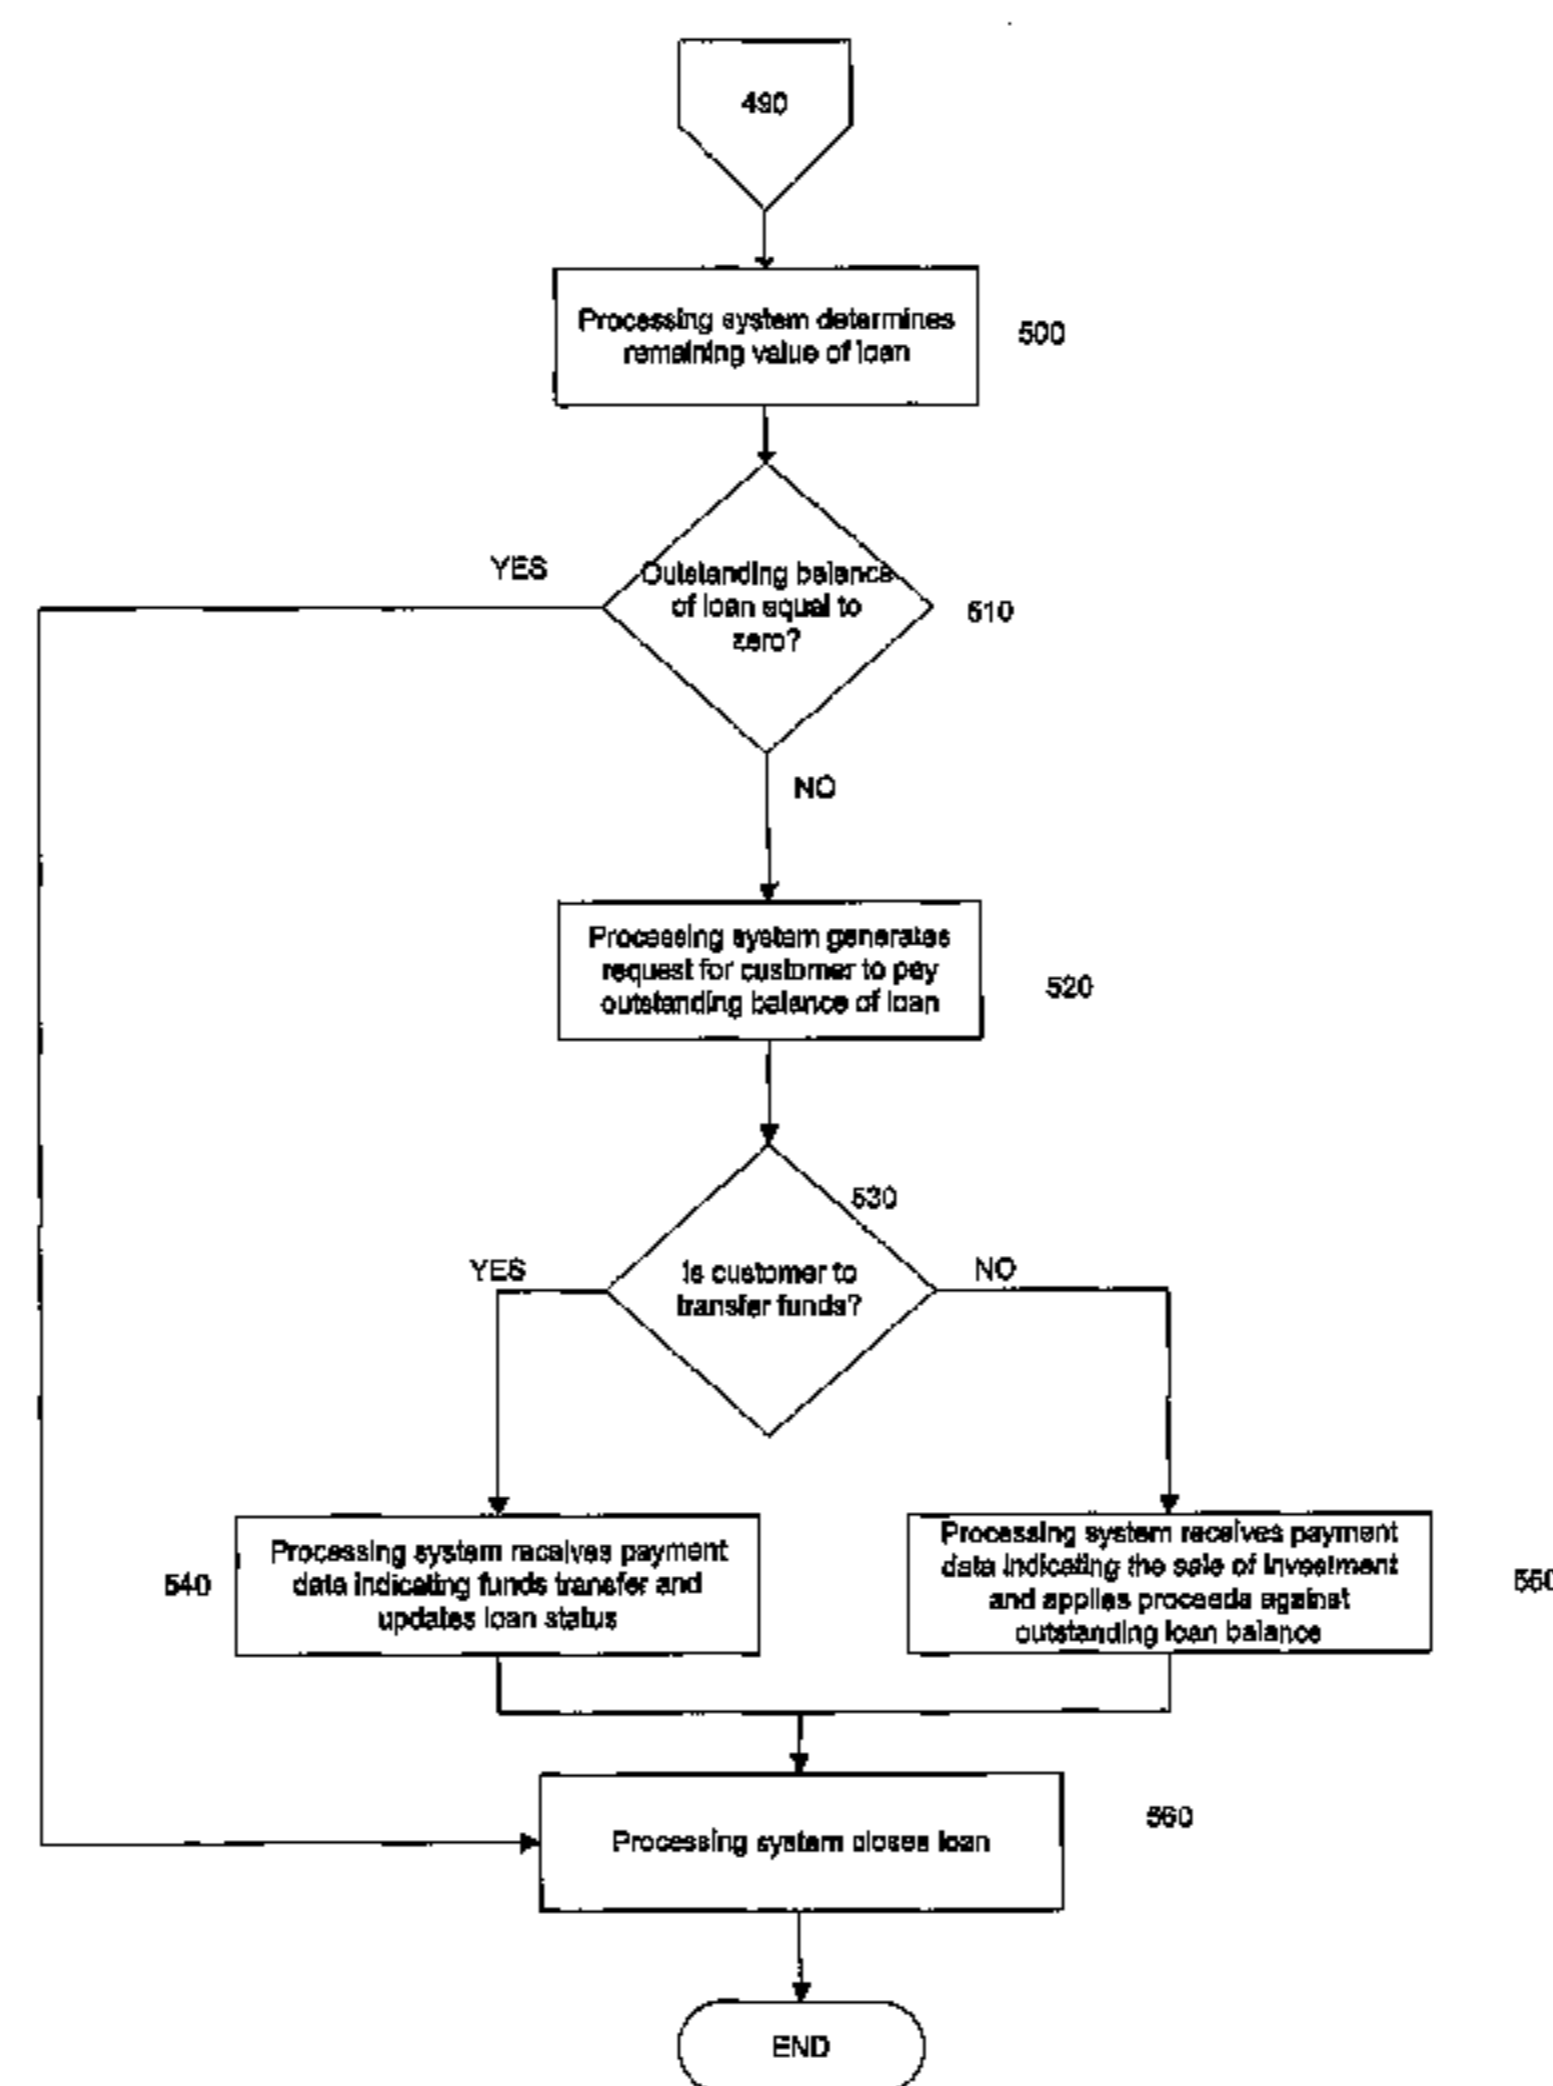 490
Processing system determines
remaining value of loan
500
YES
Outstanding balance
of loan equal to
zero?
510
NO
Processing system generates
request for customer to pay
outstanding balance of loan
520
530
YES
Is customer to
transfer funds?
NO
540
Processing system receives payment
data indicating funds transfer and
updates loan status
Processing system receives payment
data indicating the sale of investment
and applies proceeds against
outstanding loan balance
550
Processing system closes loan
560
END